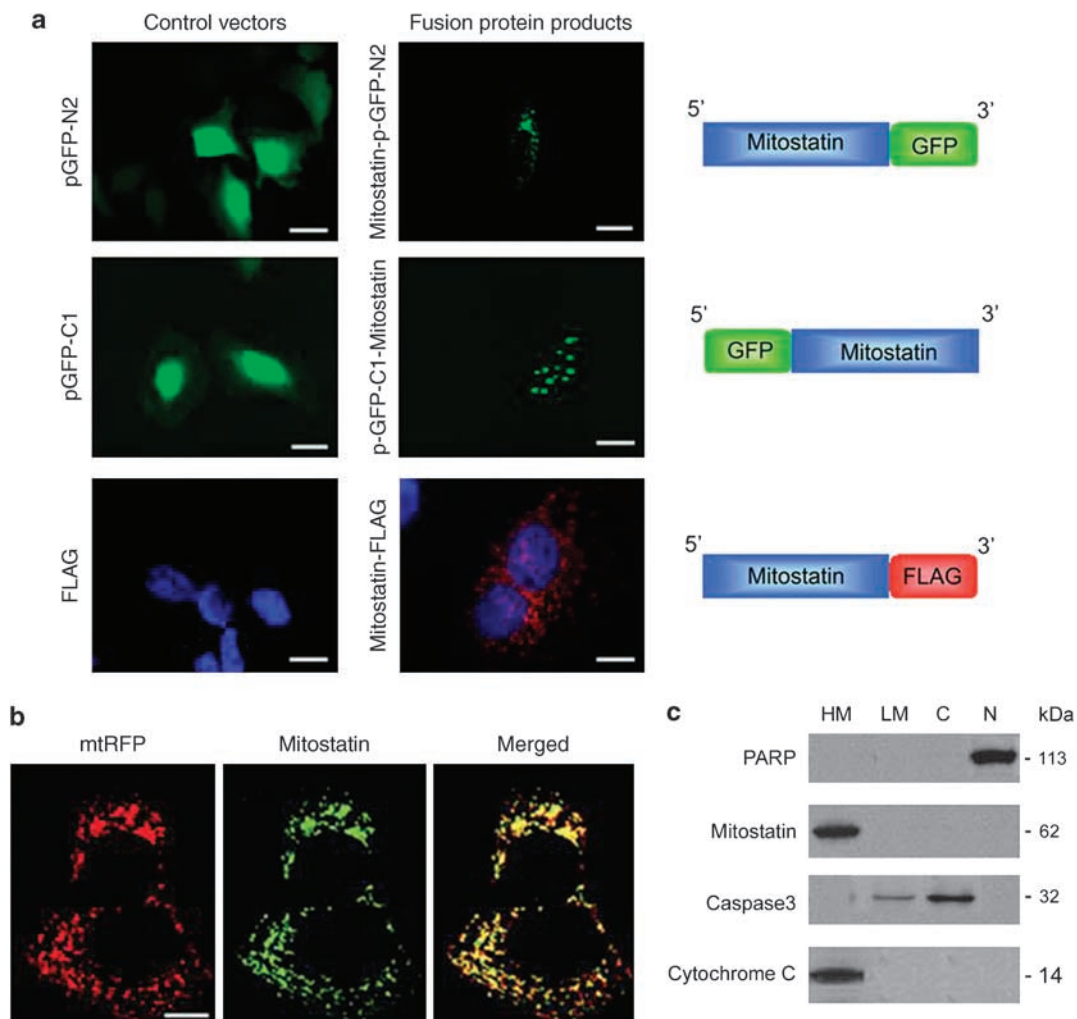 a
Control vectors
Fusion protein products
pGFP-N2
Mitostatin-p-GFP-N2
5’ 3’
Mitostatin GFP
pGFP-C1
p-GFP-C1-Mitostatin
5’ 3’
GFP Mitostatin
FLAG
Mitostatin-FLAG
5’ 3’
Mitostatin FLAG
b
mtRFP Mitostatin Merged
c
HM LM C N kDa
PARP - 113
Mitostatin - 62
Caspase3 - 32
Cytochrome C - 14